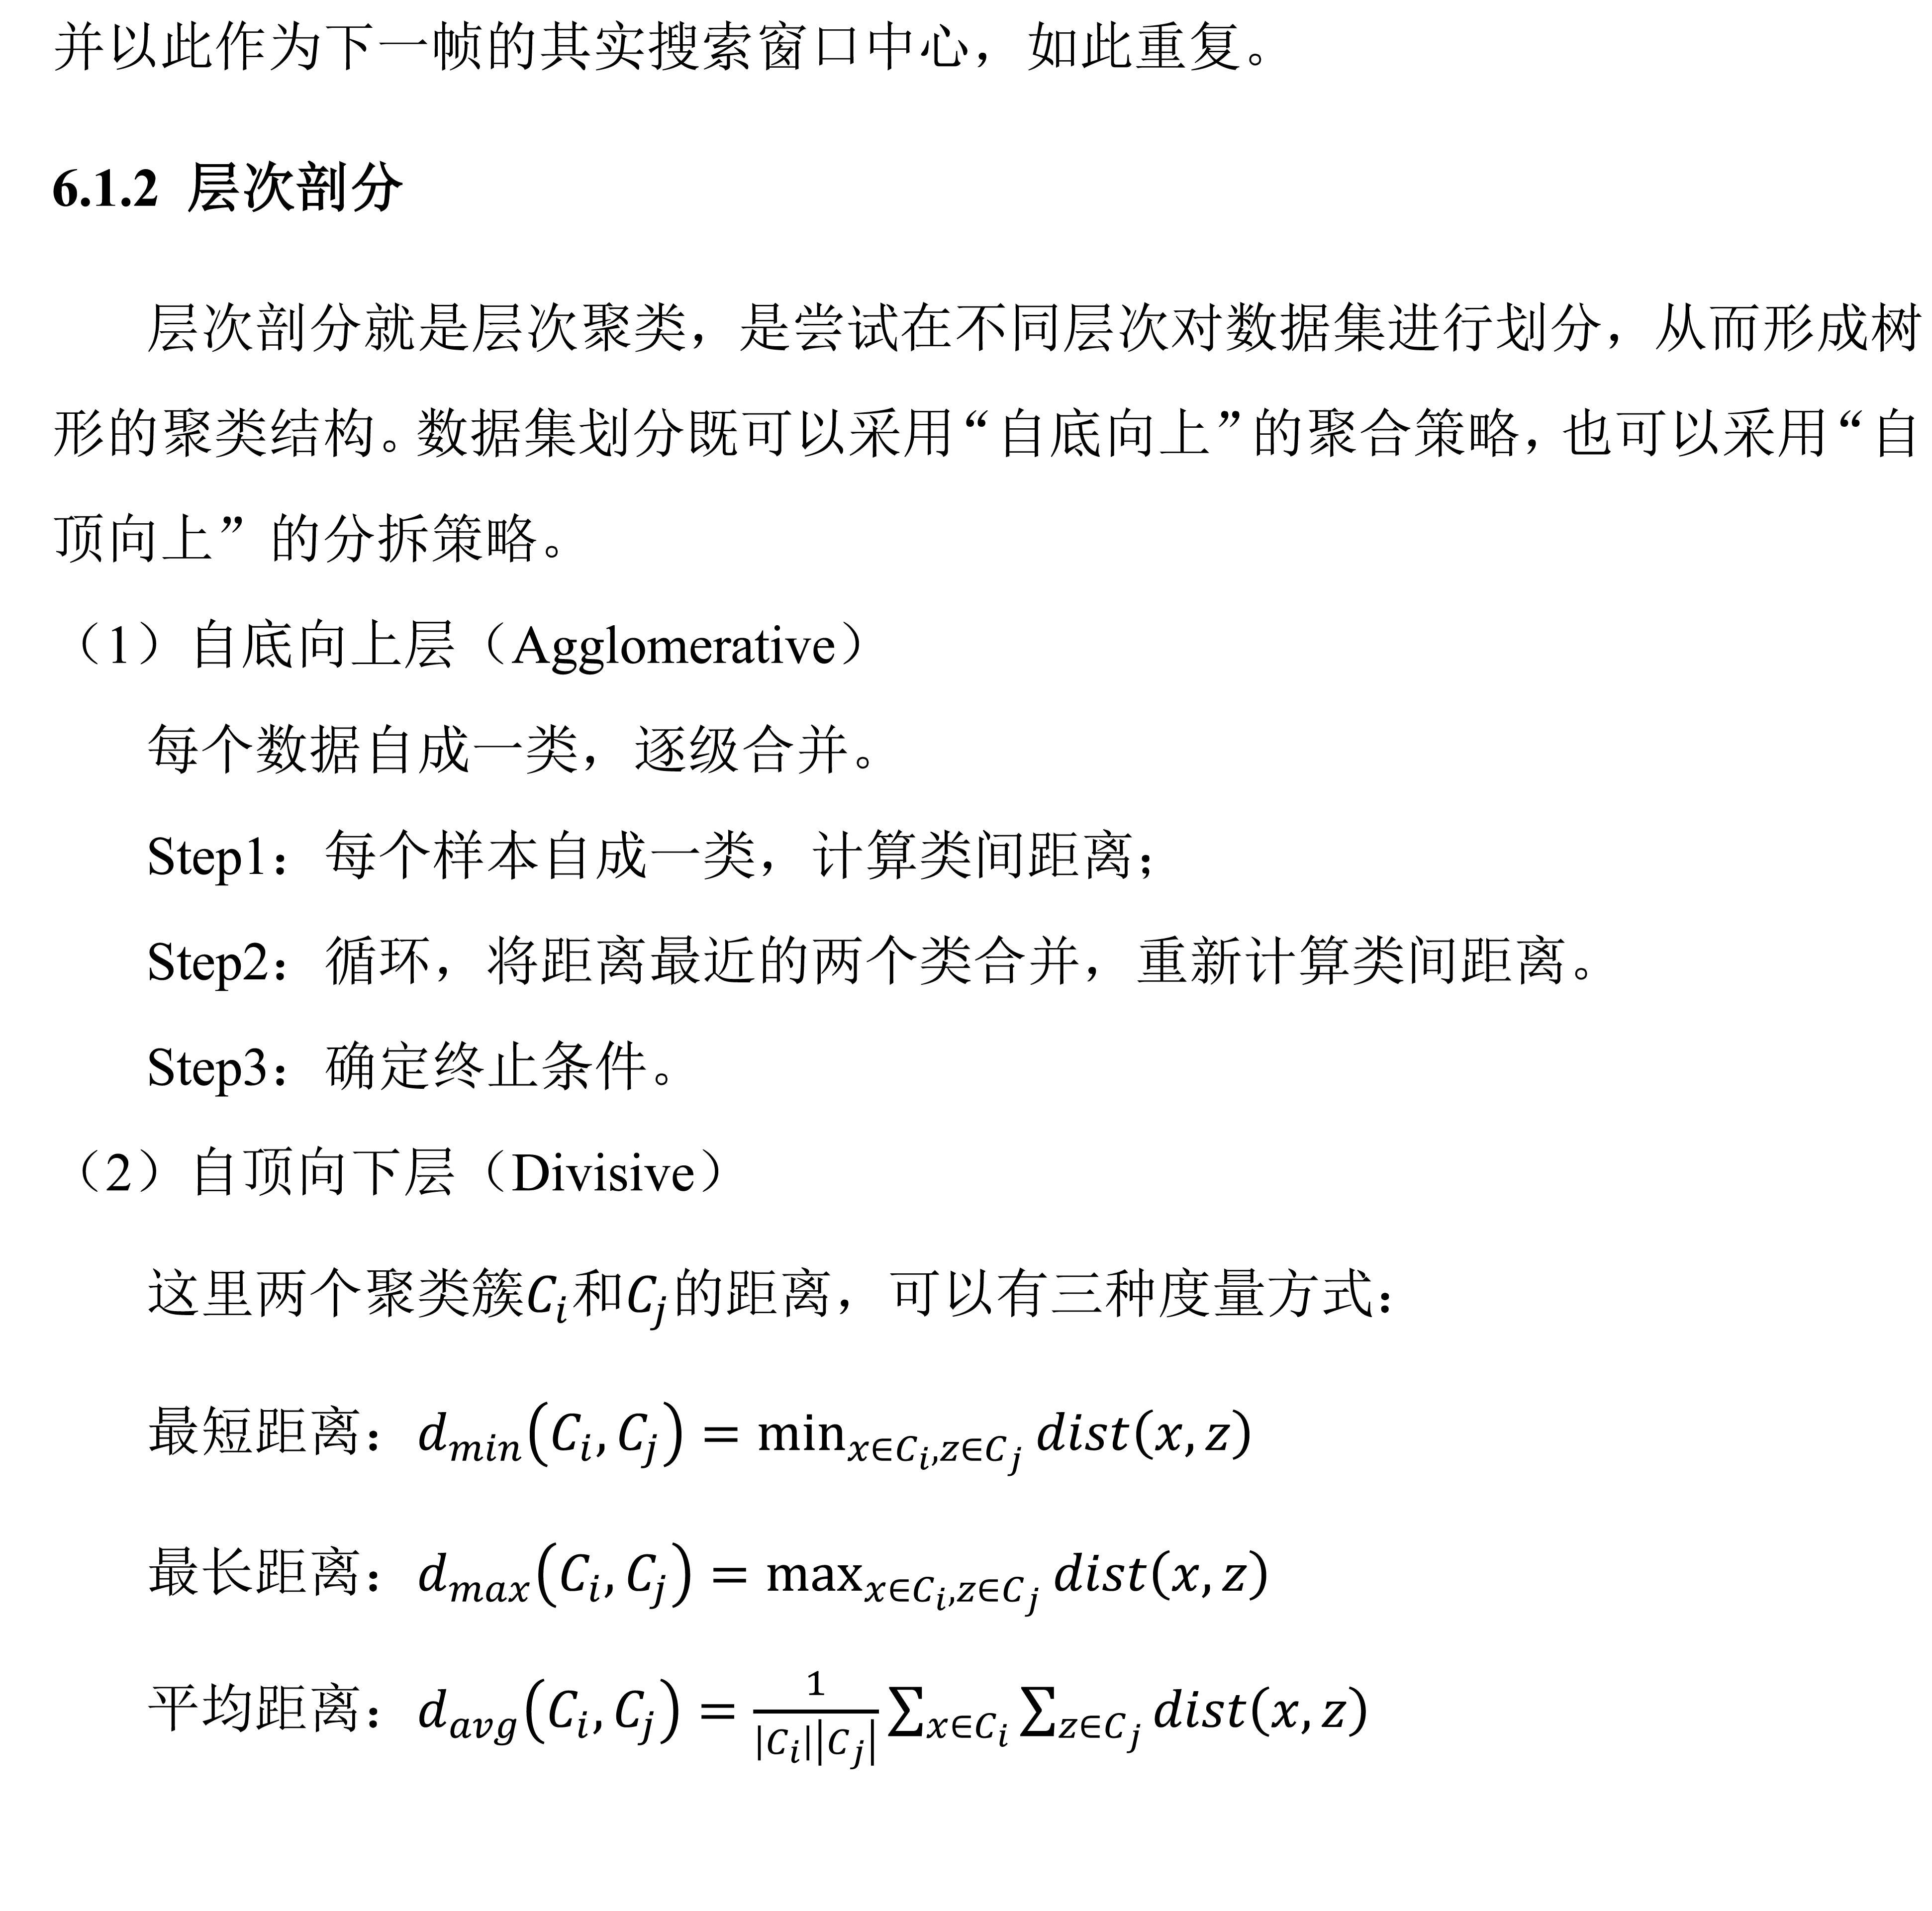 并以此作为下一帧的其实搜索窗口中心，如此重复。
6.1.2 层次剖分
层次剖分就是层次聚类，是尝试在不同层次对数据集进行划分，从而形成树
形的聚类结构。数据集划分既可以采用“自底向上”的聚合策略，也可以采用“自
顶向上”的分拆策略。
（1）自底向上层（Agglomerative）
每个数据自成一类，逐级合并。
Step1：每个样本自成一类，计算类间距离；
Step2：循环，将距离最近的两个类合并，重新计算类间距离。
Step3：确定终止条件。
（2）自顶向下层（Divisive）
这里两个聚类簇$C_i$和$C_j$的距离，可以有三种度量方式：
最短距离：$d_{min}(C_i, C_j) = \min_{x \in C_i, z \in C_j} dist(x, z)$
最长距离：$d_{max}(C_i, C_j) = \max_{x \in C_i, z \in C_j} dist(x, z)$
平均距离：$d_{avg}(C_i, C_j) = \frac{1}{|C_i||C_j|} \sum_{x \in C_i} \sum_{z \in C_j} dist(x, z)$